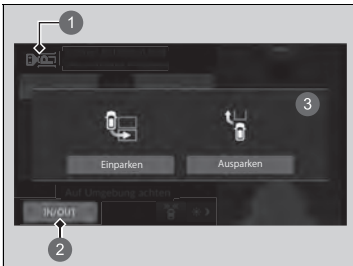 1
3
Einparken
Ausparken
Auf Umgebung achten
IN/OUT
2